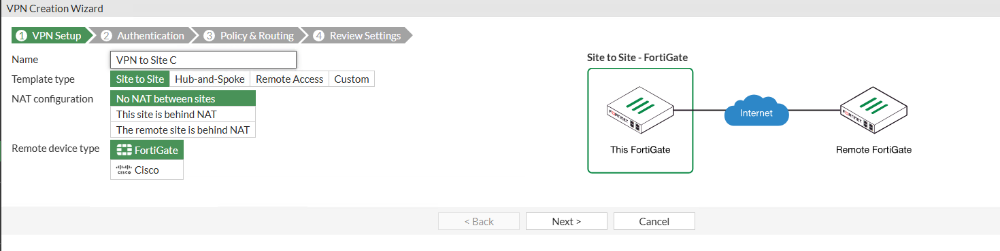 VPN Creation Wizard
1 VPN Setup 2 Authentication 3 Policy & Routing 4 Review Settings
Name VPN to Site C
Template type Site to Site Hub-and-Spoke Remote Access Custom
NAT configuration No NAT between sites
This site is behind NAT
The remote site is behind NAT
Remote device type FortiGate
CISCO Cisco
Site to Site - FortiGate
FORTINET Internet FORTINET
This FortiGate Remote FortiGate
< Back Next > Cancel